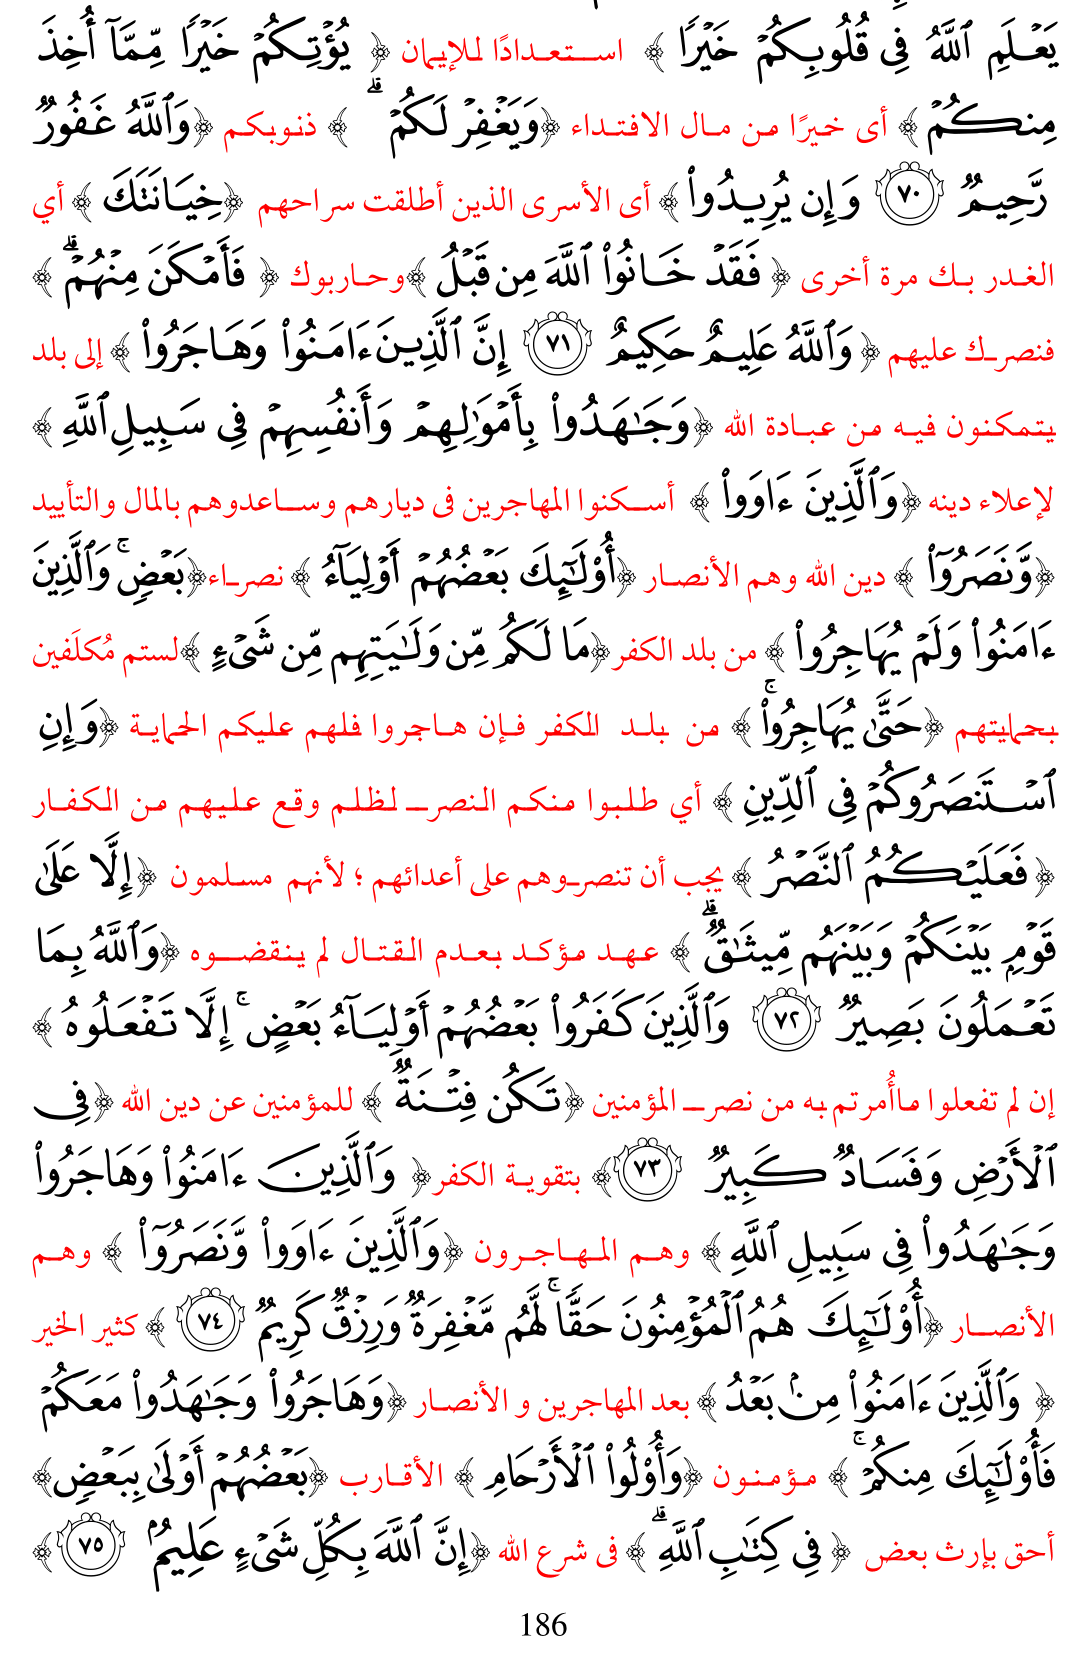 يَعْلَمِ ٱللَّهُ فِى قُلُوبِكُمْ خَيْرًا ﴾ استعدادًا للإيمان ﴿ يُؤْتِكُمْ خَيْرًا مِّمَّآ أُخِذَ
مِنكُمْ ﴾ أى خيرًا من مال الافتداء ﴿وَيَغْفِرْ لَكُمْ ۗ ﴾ ذنوبكم ﴿وَٱللَّهُ غَفُورٌ
رَّحِيمٌ ٧٠ وَإِن يُرِيدُوا۟ ﴾ أى الأسرى الذين أطلقت سراحهم ﴿خِيَانَتَكَ ﴾ أي
الغدر بك مرة أخرى ﴿ فَقَدْ خَانُوا۟ ٱللَّهَ مِن قَبْلُ ﴾وحاربوك ﴿ فَأَمْكَنَ مِنْهُمْ ۗ ﴾
فنصرك عليهم ﴿ وَٱللَّهُ عَلِيمٌ حَكِيمٌ ٧١ إِنَّ ٱلَّذِينَ ءَامَنُوا۟ وَهَاجَرُوا۟ ﴾ إلى بلد
يتمكنون فيه من عبادة الله ﴿وَجَـٰهَدُوا۟ بِأَمْوَٰلِهِمْ وَأَنفُسِهِمْ فِى سَبِيلِ ٱللَّهِ ﴾
لإعلاء دينه ﴿وَٱلَّذِينَ ءَاوَوا۟ ﴾ أسكنوا المهاجرين فى ديارهم وساعدوهم بالمال والتأييد
﴿وَّنَصَرُوٓا۟ ﴾ دين الله وهم الأنصار ﴿أُو۟لَـٰٓئِكَ بَعْضُهُمْ أَوْلِيَآءُ ﴾ نصراء﴿بَعْضٍ ۚ وَٱلَّذِينَ
ءَامَنُوا۟ وَلَمْ يُهَاجِرُوا۟ ﴾ من بلد الكفر﴿مَا لَكُم مِّن وَلَـٰيَتِهِم مِّن شَىْءٍ ﴾لستم مُكلَفين
بحمايتهم ﴿حَتَّىٰ يُهَاجِرُوا۟ ۚ ﴾ من بلد الكفر فإن هاجروا فلهم عليكم الحماية ﴿وَإِنِ
ٱسْتَنصَرُوكُمْ فِى ٱلدِّينِ ﴾ أي طلبوا منكم النصر لظلم وقع عليهم من الكفار
﴿فَعَلَيْكُمُ ٱلنَّصْرُ ﴾ يجب أن تنصروهم على أعدائهم ؛ لأنهم مسلمون ﴿إِلَّا عَلَىٰ
قَوْمٍ بَيْنَكُمْ وَبَيْنَهُم مِّيثَـٰقٌ ۗ ﴾ عهد مؤكد بعدم القتال لم ينقضوه ﴿وَٱللَّهُ بِمَا
تَعْمَلُونَ بَصِيرٌ ٧٢ وَٱلَّذِينَ كَفَرُوا۟ بَعْضُهُمْ أَوْلِيَآءُ بَعْضٍ ۚ إِلَّا تَفْعَلُوهُ ﴾
إن لم تفعلوا ماأُمرتم به من نصر المؤمنين ﴿تَكُن فِتْنَةٌ ﴾ للمؤمنين عن دين الله ﴿فِى
ٱلْأَرْضِ وَفَسَادٌ كَبِيرٌ ٧٣ ﴾ بتقوية الكفر﴿ وَٱلَّذِينَ ءَامَنُوا۟ وَهَاجَرُوا۟
وَجَـٰهَدُوا۟ فِى سَبِيلِ ٱللَّهِ ﴾ وهم المهاجرون ﴿وَٱلَّذِينَ ءَاوَوا۟ وَّنَصَرُوٓا۟ ﴾ وهم
الأنصار ﴿أُو۟لَـٰٓئِكَ هُمُ ٱلْمُؤْمِنُونَ حَقًّا ۚ لَّهُم مَّغْفِرَةٌ وَرِزْقٌ كَرِيمٌ ٧٤ ﴾ كثير الخير
﴿ وَٱلَّذِينَ ءَامَنُوا۟ مِنۢ بَعْدُ ﴾ بعد المهاجرين و الأنصار ﴿وَهَاجَرُوا۟ وَجَـٰهَدُوا۟ مَعَكُمْ
فَأُو۟لَـٰٓئِكَ مِنكُمْ ۚ ﴾ مؤمنون ﴿وَأُو۟لُوا۟ ٱلْأَرْحَامِ ﴾ الأقارب ﴿بَعْضُهُمْ أَوْلَىٰ بِبَعْضٍ ﴾
أحق بإرث بعض ﴿ فِى كِتَـٰبِ ٱللَّهِ ۗ ﴾ فى شرع الله ﴿إِنَّ ٱللَّهَ بِكُلِّ شَىْءٍ عَلِيمٌۢ ٧٥ ﴾
186